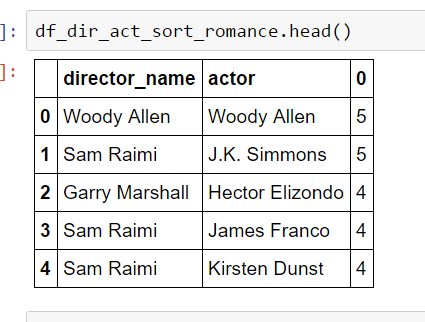 ]: df_dir_act_sort_romance.head()
]: director_name actor 0
0 Woody Allen Woody Allen 5
1 Sam Raimi J.K. Simmons 5
2 Garry Marshall Hector Elizondo 4
3 Sam Raimi James Franco 4
4 Sam Raimi Kirsten Dunst 4